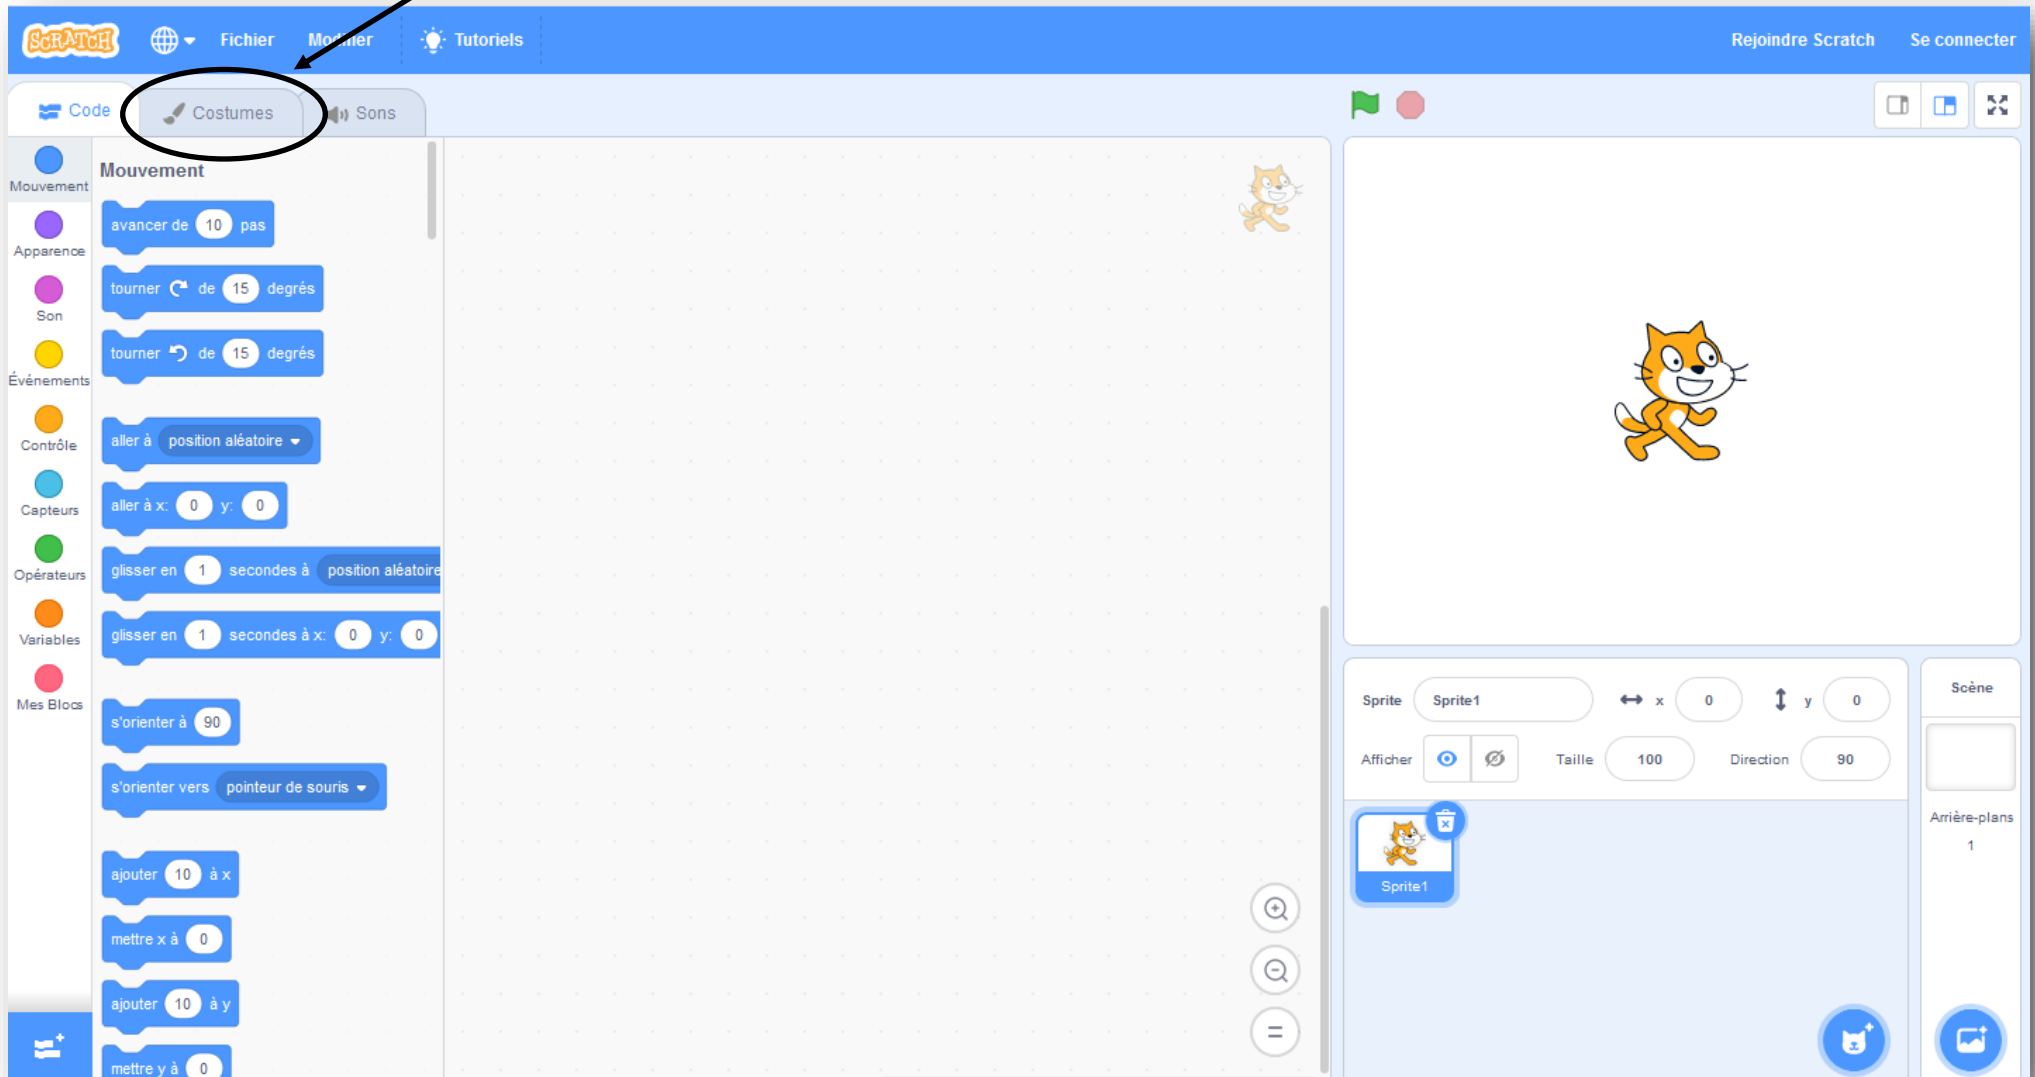 SCRATCH Fichier Modifier Tutoriels Rejoindre Scratch Se connecter
Code Costumes Sons
Mouvement
Apparence
Son
Événements
Contrôle
Capteurs
Opérateurs
Variables
Mes Blocs
Mouvement
avancer de 10 pas
tourner de 15 degrés
tourner de 15 degrés
aller à position aléatoire
aller à x: 0 y: 0
glisser en 1 secondes à position aléatoire
glisser en 1 secondes à x: 0 y: 0
s'orienter à 90
s'orienter vers pointeur de souris
ajouter 10 à x
mettre x à 0
ajouter 10 à y
mettre y à 0
Sprite Sprite1 x 0 y 0
Afficher Taille 100 Direction 90
Sprite1
Scène
Arrière-plans
1